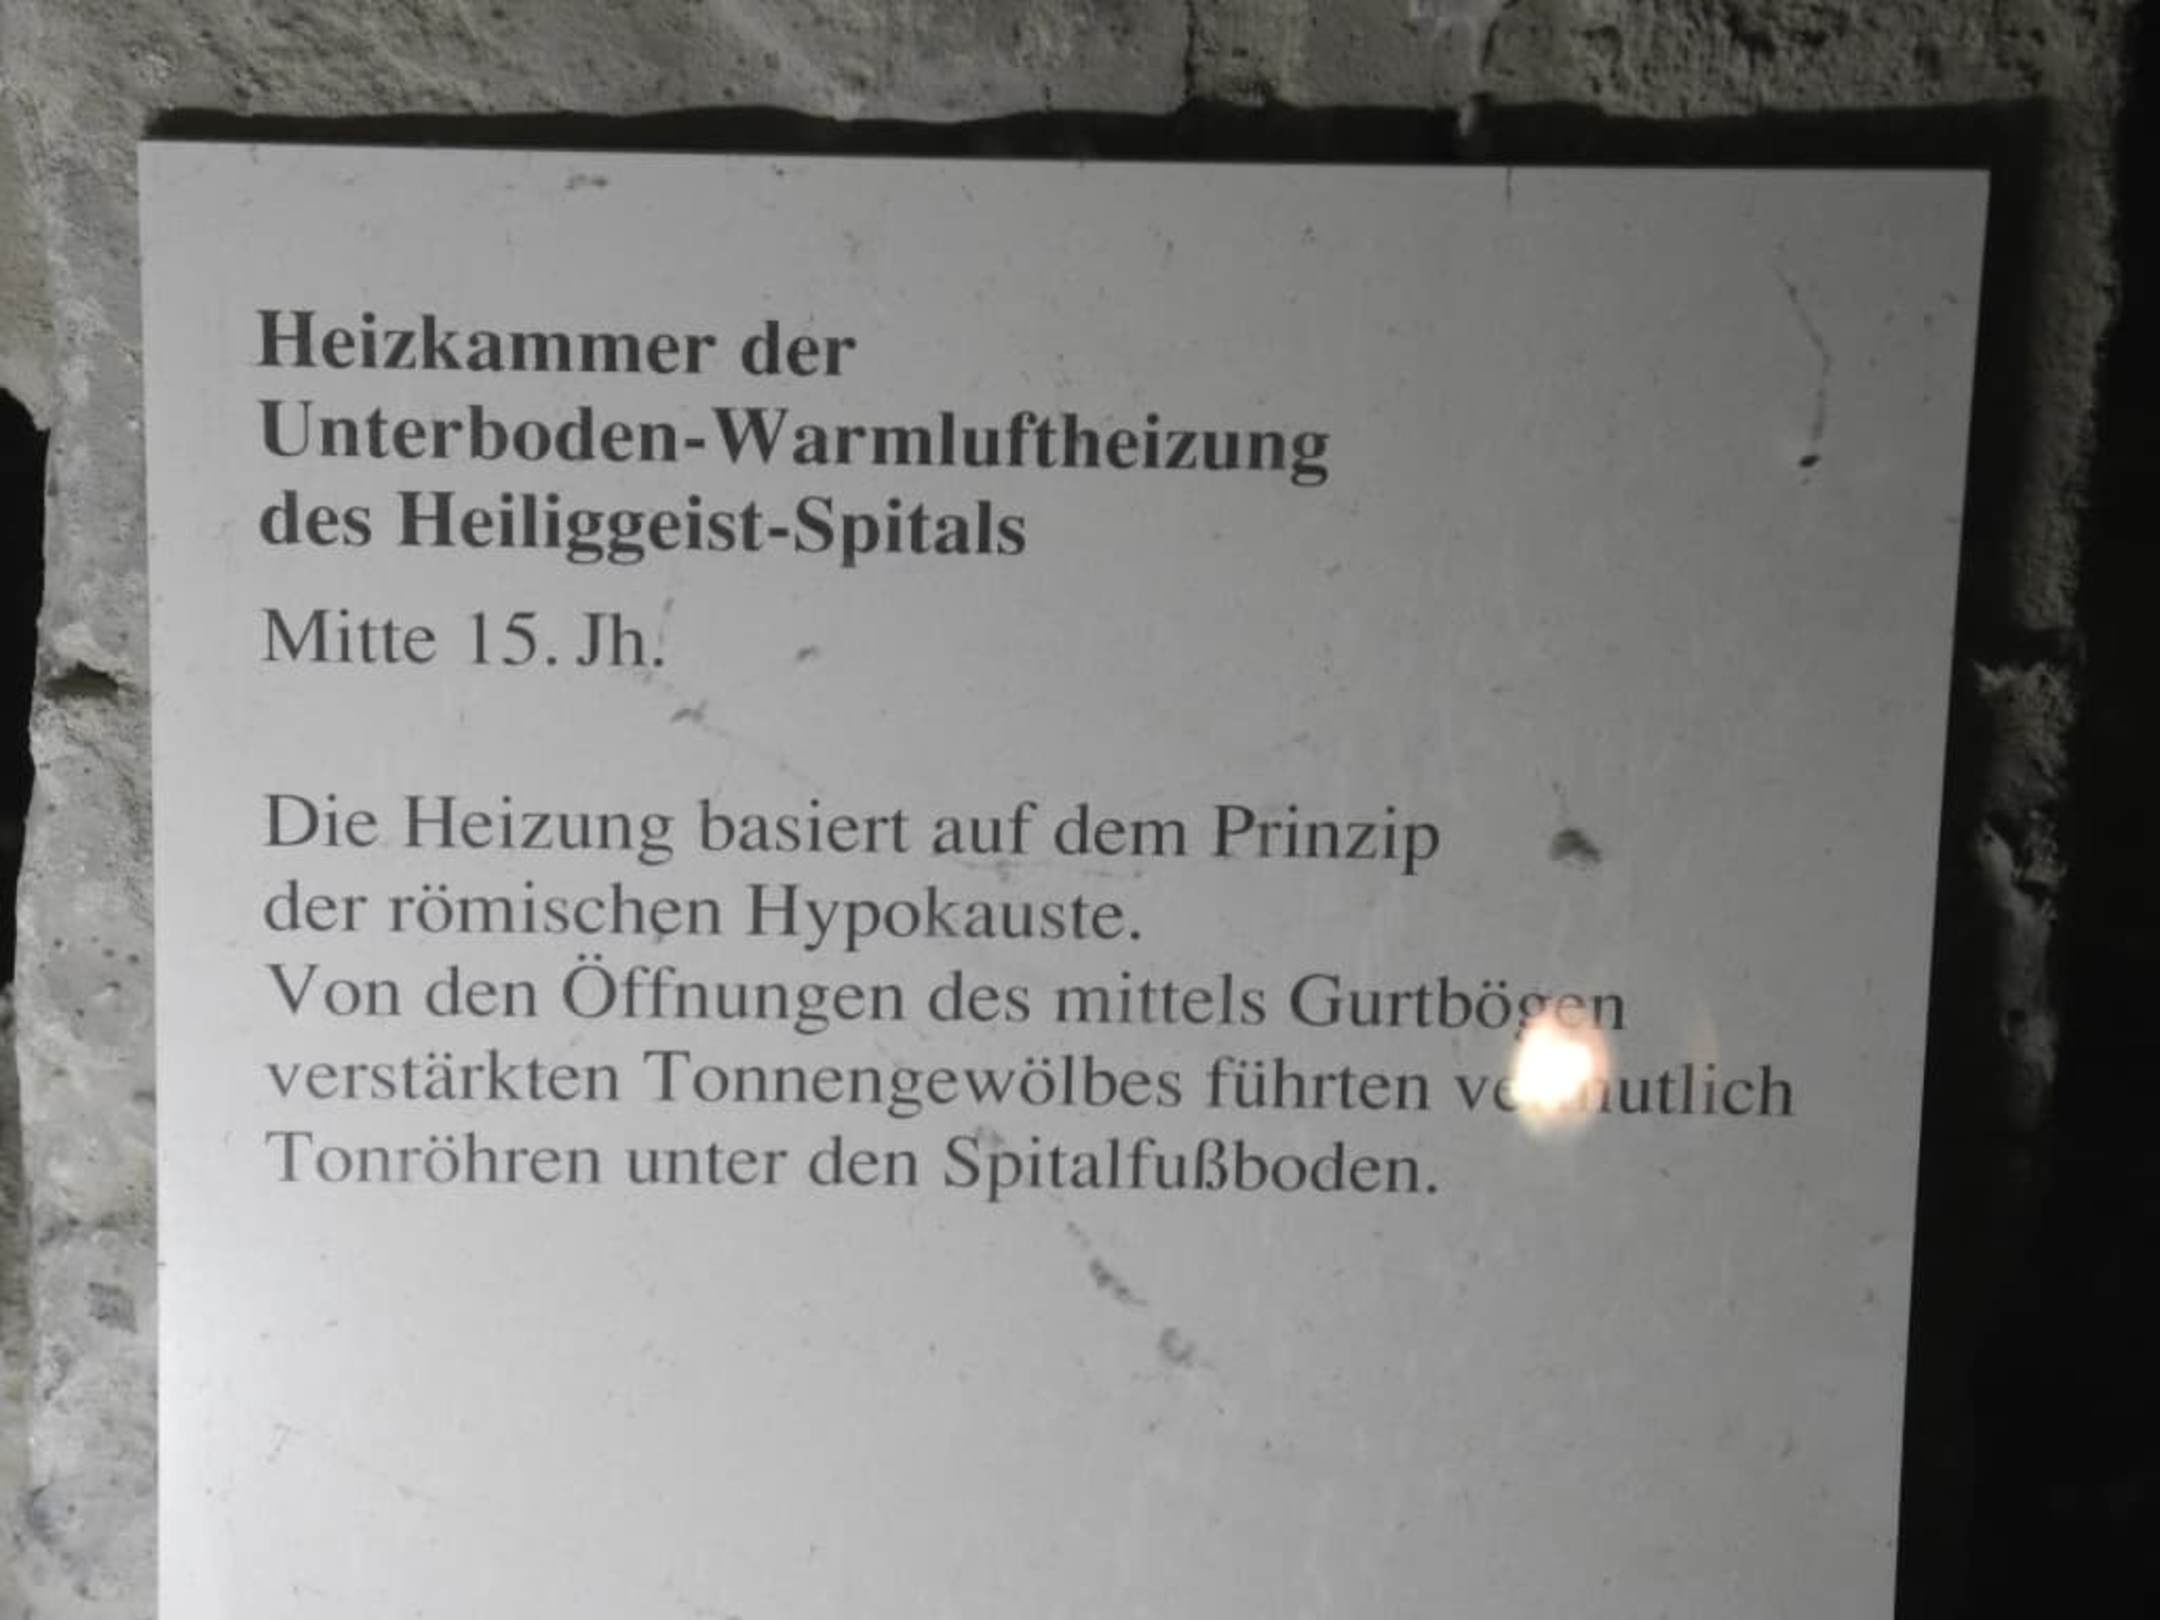 Heizkammer der
Unterboden-Warmluftheizung
des Heiliggeist-Spitals
Mitte 15. Jh.
Die Heizung basiert auf dem Prinzip
der römischen Hypokauste.
Von den Öffnungen des mittels Gurtbögen
verstärkten Tonnengewölbes führten vermutlich
Tonröhren unter den Spitalfußboden.